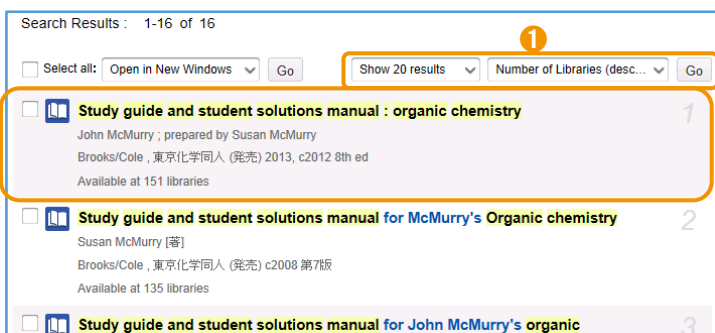 Search Results : 1-16 of 16
1
Select all: Open in New Windows Go Show 20 results Number of Libraries (desc... Go
Study guide and student solutions manual : organic chemistry 1
John McMurry ; prepared by Susan McMurry
Brooks/Cole , 東京化学同人 (発売) 2013, c2012 8th ed
Available at 151 libraries
Study guide and student solutions manual for McMurry's Organic chemistry 2
Susan McMurry [著]
Brooks/Cole , 東京化学同人 (発売) c2008 第7版
Available at 135 libraries
Study guide and student solutions manual for John McMurry's organic 3